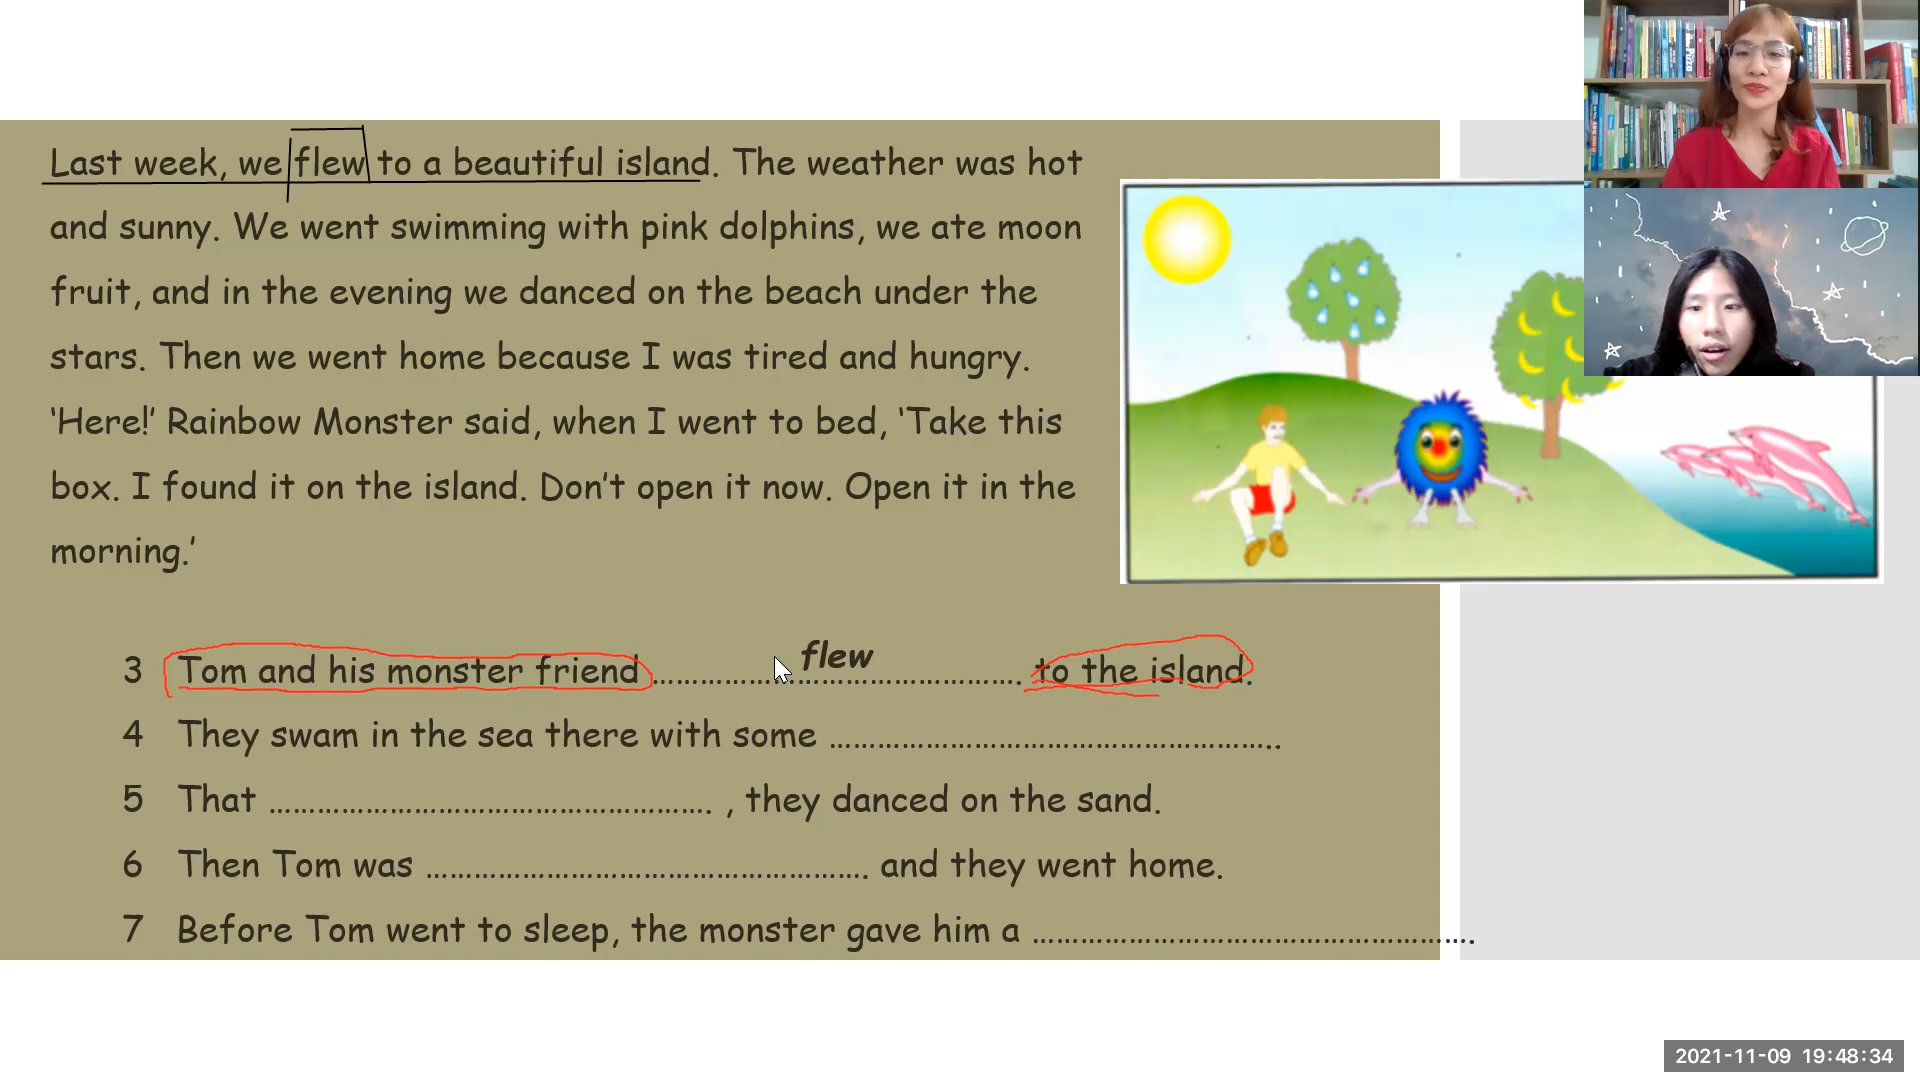 Last week, we flew to a beautiful island. The weather was hot
and sunny. We went swimming with pink dolphins, we ate moon
fruit, and in the evening we danced on the beach under the
stars. Then we went home because I was tired and hungry.
‘Here!’ Rainbow Monster said, when I went to bed, ‘Take this
box. I found it on the island. Don’t open it now. Open it in the
morning.’
flew
3 Tom and his monster friend ………………………………………. to the island.
4 They swam in the sea there with some ………………………………………………..
5 That ………………………………………………. , they danced on the sand.
6 Then Tom was ………………………………………………. and they went home.
7 Before Tom went to sleep, the monster gave him a ……………………………………………….
2021-11-09 19:48:34